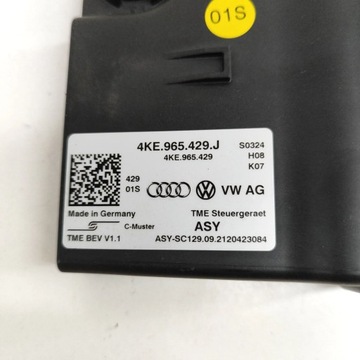 01S
4KE.965.429.J
S0324
4KE.965.429
H08
K07
429
01S
VW AG
Made in Germany
TME Steuergeraet
C-Muster
ASY
TME BEV V1.1
ASY-SC129.09.2120423084